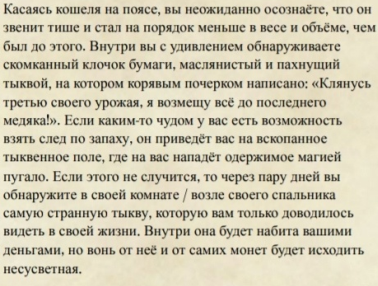 Касаясь кошеля на поясе, вы неожиданно осознаёте, что он
звенит тише и стал на порядок меньше в весе и объёме, чем
был до этого. Внутри вы с удивлением обнаруживаете
скомканный клочок бумаги, маслянистый и пахнущий
тыквой, на котором корявым почерком написано: «Клянусь
третью своего урожая, я возмещу всё до последнего
медяка!». Если каким-то чудом у вас есть возможность
взять след по запаху, он приведёт вас на вскопанное
тыквенное поле, где на вас нападёт одержимое магией
пугало. Если этого не случится, то через пару дней вы
обнаружите в своей комнате / возле своего спальника
самую странную тыкву, которую вам только доводилось
видеть в своей жизни. Внутри она будет набита вашими
деньгами, но вонь от неё и от самих монет будет исходить
несусветная.